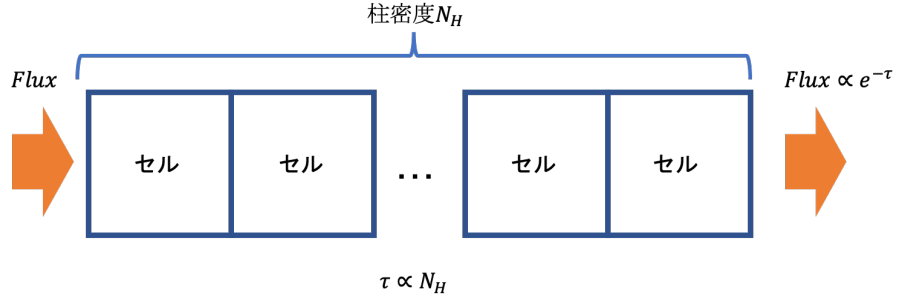 柱密度N_H
Flux
Flux ∝ e^{-τ}
セル
セル
...
セル
セル
τ ∝ N_H